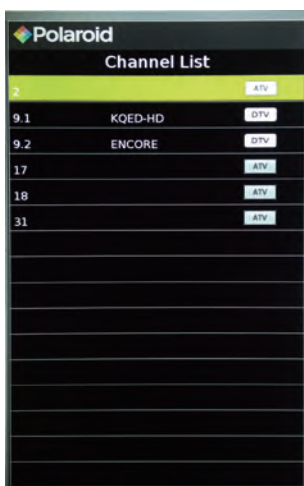 Polaroid
Channel List
2 ATV
9.1 KQED-HD DTV
9.2 ENCORE DTV
17 ATV
18 ATV
31 ATV